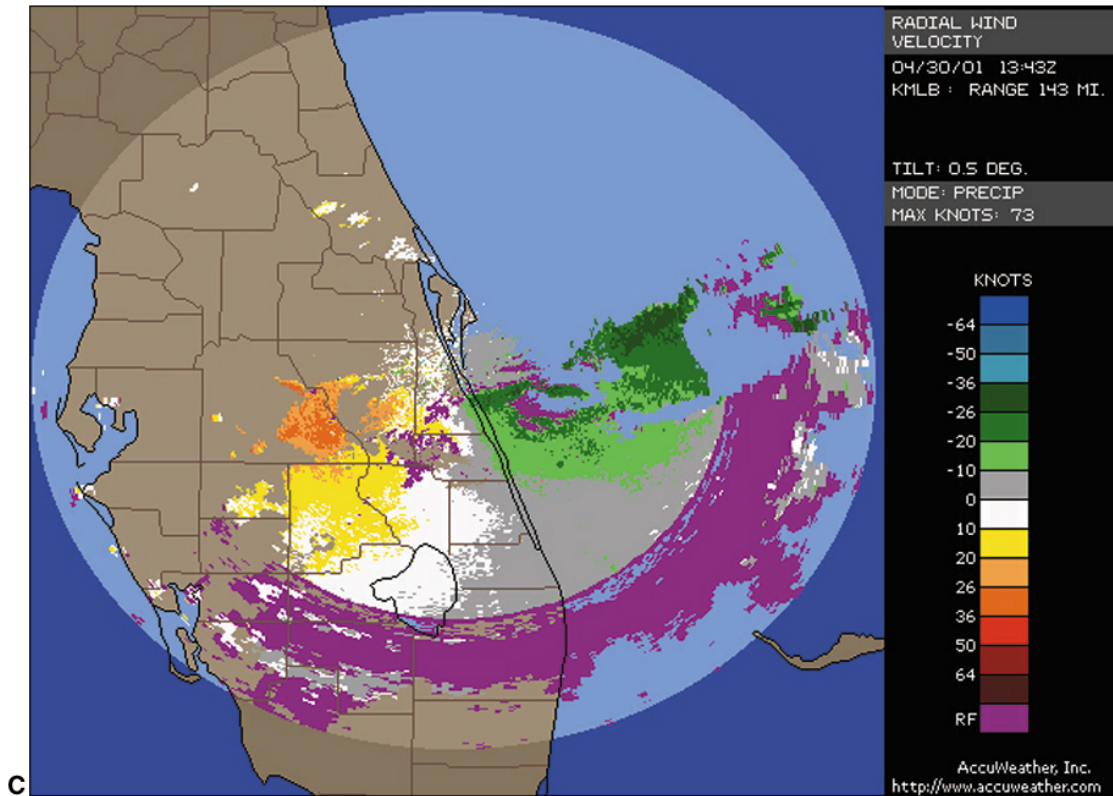 RADIAL WIND
VELOCITY
04/30/01 13:43Z
KMLB : RANGE 143 MI.
TILT: 0.5 DEG.
MODE: PRECIP
MAX KNOTS: 73
KNOTS
-64
-50
-36
-26
-20
-10
0
10
20
26
36
50
64
RF
AccuWeather, Inc.
http://www.accuweather.com
C